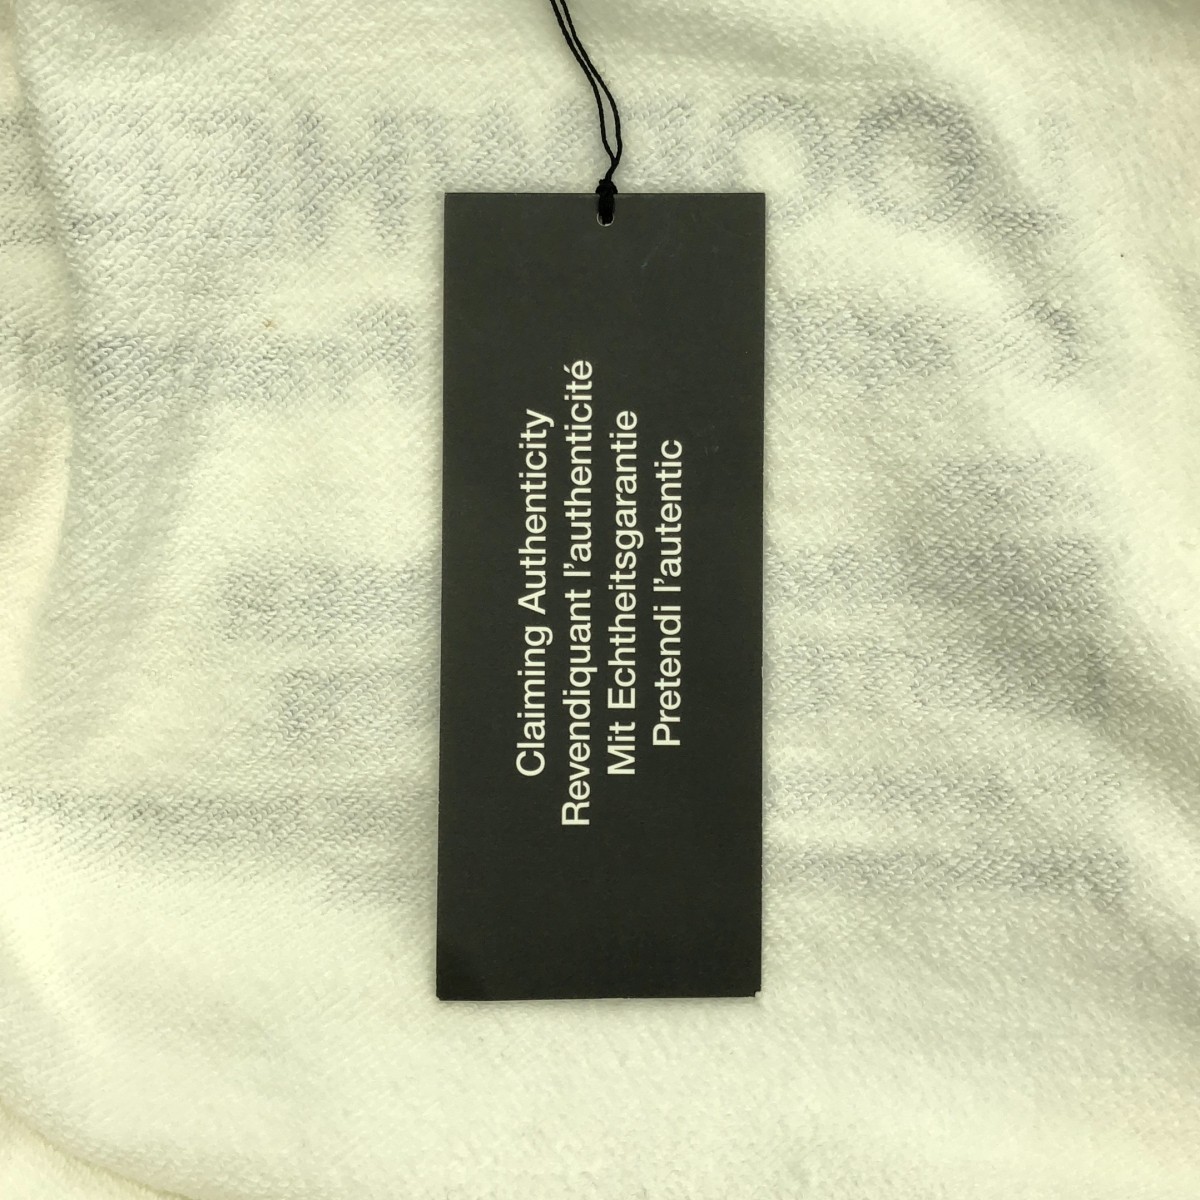 Claiming Authenticity
Revendiquant l'authenticité
Mit Echtheitsgarantie
Pretendi l'autentic